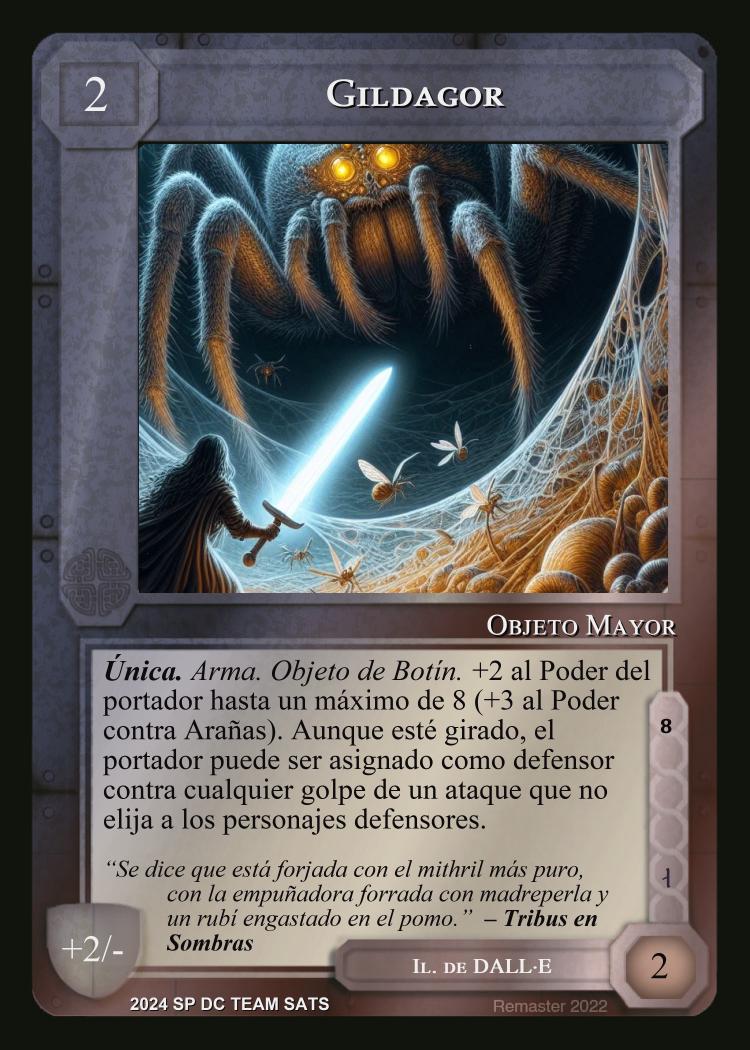 2
Gildagor
Objeto Mayor
Única. Arma. Objeto de Botín. +2 al Poder del
portador hasta un máximo de 8 (+3 al Poder
contra Arañas). Aunque esté girado, el
portador puede ser asignado como defensor
contra cualquier golpe de un ataque que no
elija a los personajes defensores.
8
“Se dice que está forjada con el mithril más puro,
con la empuñadora forrada con madreperla y
un rubí engastado en el pomo.” – Tribus en
Sombras
+2/-
Il. de DALL·E
2
2024 SP DC TEAM SATS
Remaster 2022